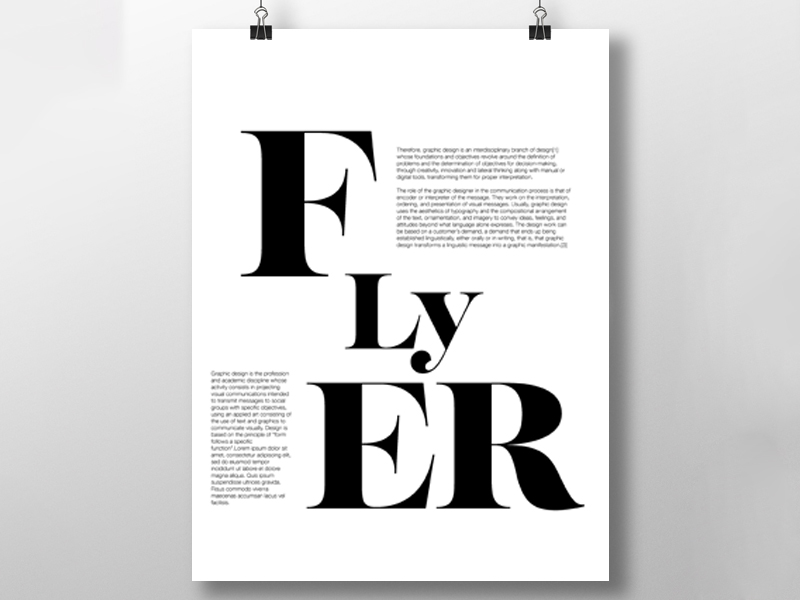 F
Therefore, graphic design is an interdisciplinary branch of design[1]
whose foundations and objectives revolve around the definition of
problems and the determination of objectives for decision-making,
through creativity, innovation and lateral thinking along with manual or
digital tools, transforming them for proper interpretation.
The role of the graphic designer in the communication process is that of
encoder or interpreter of the message. They work on the interpretation,
ordering, and presentation of visual messages. Usually, graphic design
uses the aesthetics of typography and the compositional arrangement
of the text, ornamentation, and imagery to convey ideas, feelings, and
attitudes beyond what language alone expresses. The design work can
be based on a customer's demand, a demand that ends up being
established linguistically, either orally or in writing, that is, that graphic
design transforms a linguistic message into a graphic manifestation.[2]
Ly
ER
Graphic design is the profession
and academic discipline whose
activity consists in projecting
visual communications intended
to transmit messages to social
groups with specific objectives,
using an applied art consisting of
the use of text and graphics to
communicate visually. Design is
based on the principle of "form
follows a specific
function".Lorem ipsum dolor sit
amet, consectetur adipiscing elit,
sed do eiusmod tempor
incididunt ut labore et dolore
magna aliqua. Quis ipsum
suspendisse ultrices gravida.
Risus commodo viverra
maecenas accumsan lacus vel
facilisis.